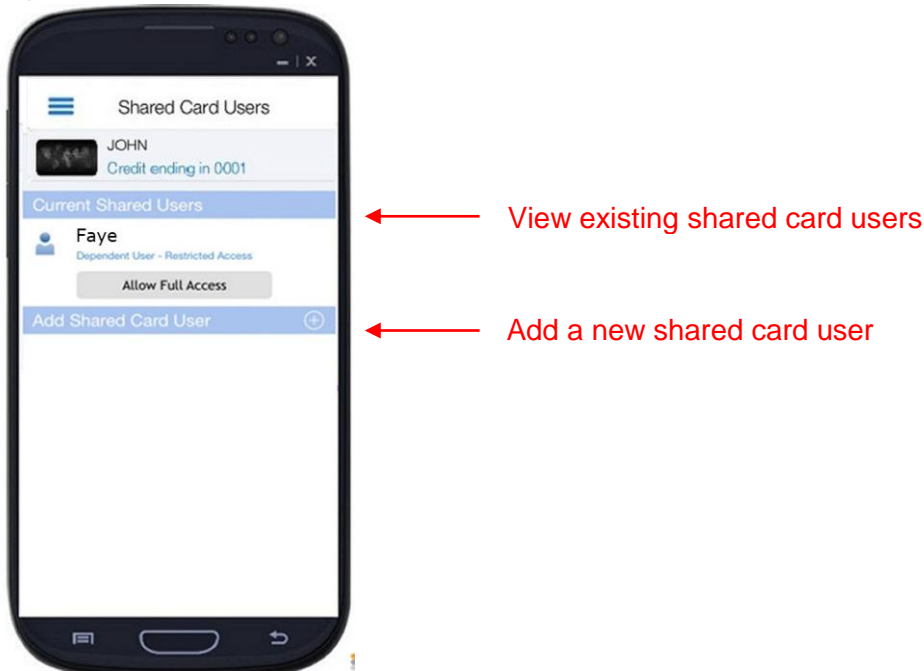 Shared Card Users
JOHN
Credit ending in 0001
Current Shared Users
View existing shared card users
Faye
Dependent User - Restricted Access
Allow Full Access
Add Shared Card User
Add a new shared card user